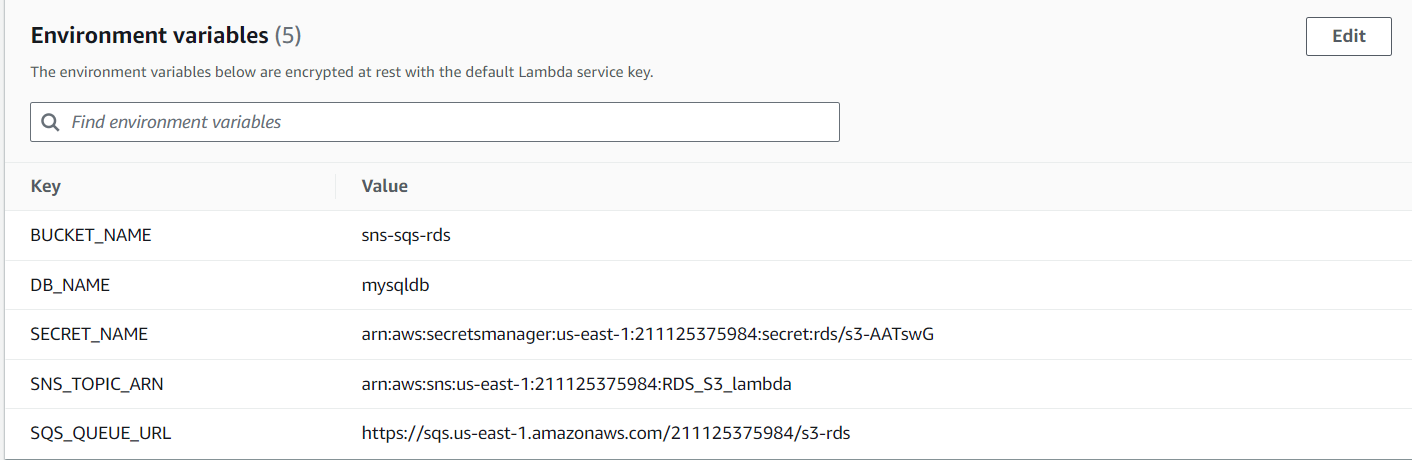 Environment variables (5)
Edit
The environment variables below are encrypted at rest with the default Lambda service key.
Find environment variables
Key Value
BUCKET_NAME sns-sqs-rds
DB_NAME mysqldb
SECRET_NAME arn:aws:secretsmanager:us-east-1:211125375984:secret:rds/s3-AATswG
SNS_TOPIC_ARN arn:aws:sns:us-east-1:211125375984:RDS_S3_lambda
SQS_QUEUE_URL https://sqs.us-east-1.amazonaws.com/211125375984/s3-rds